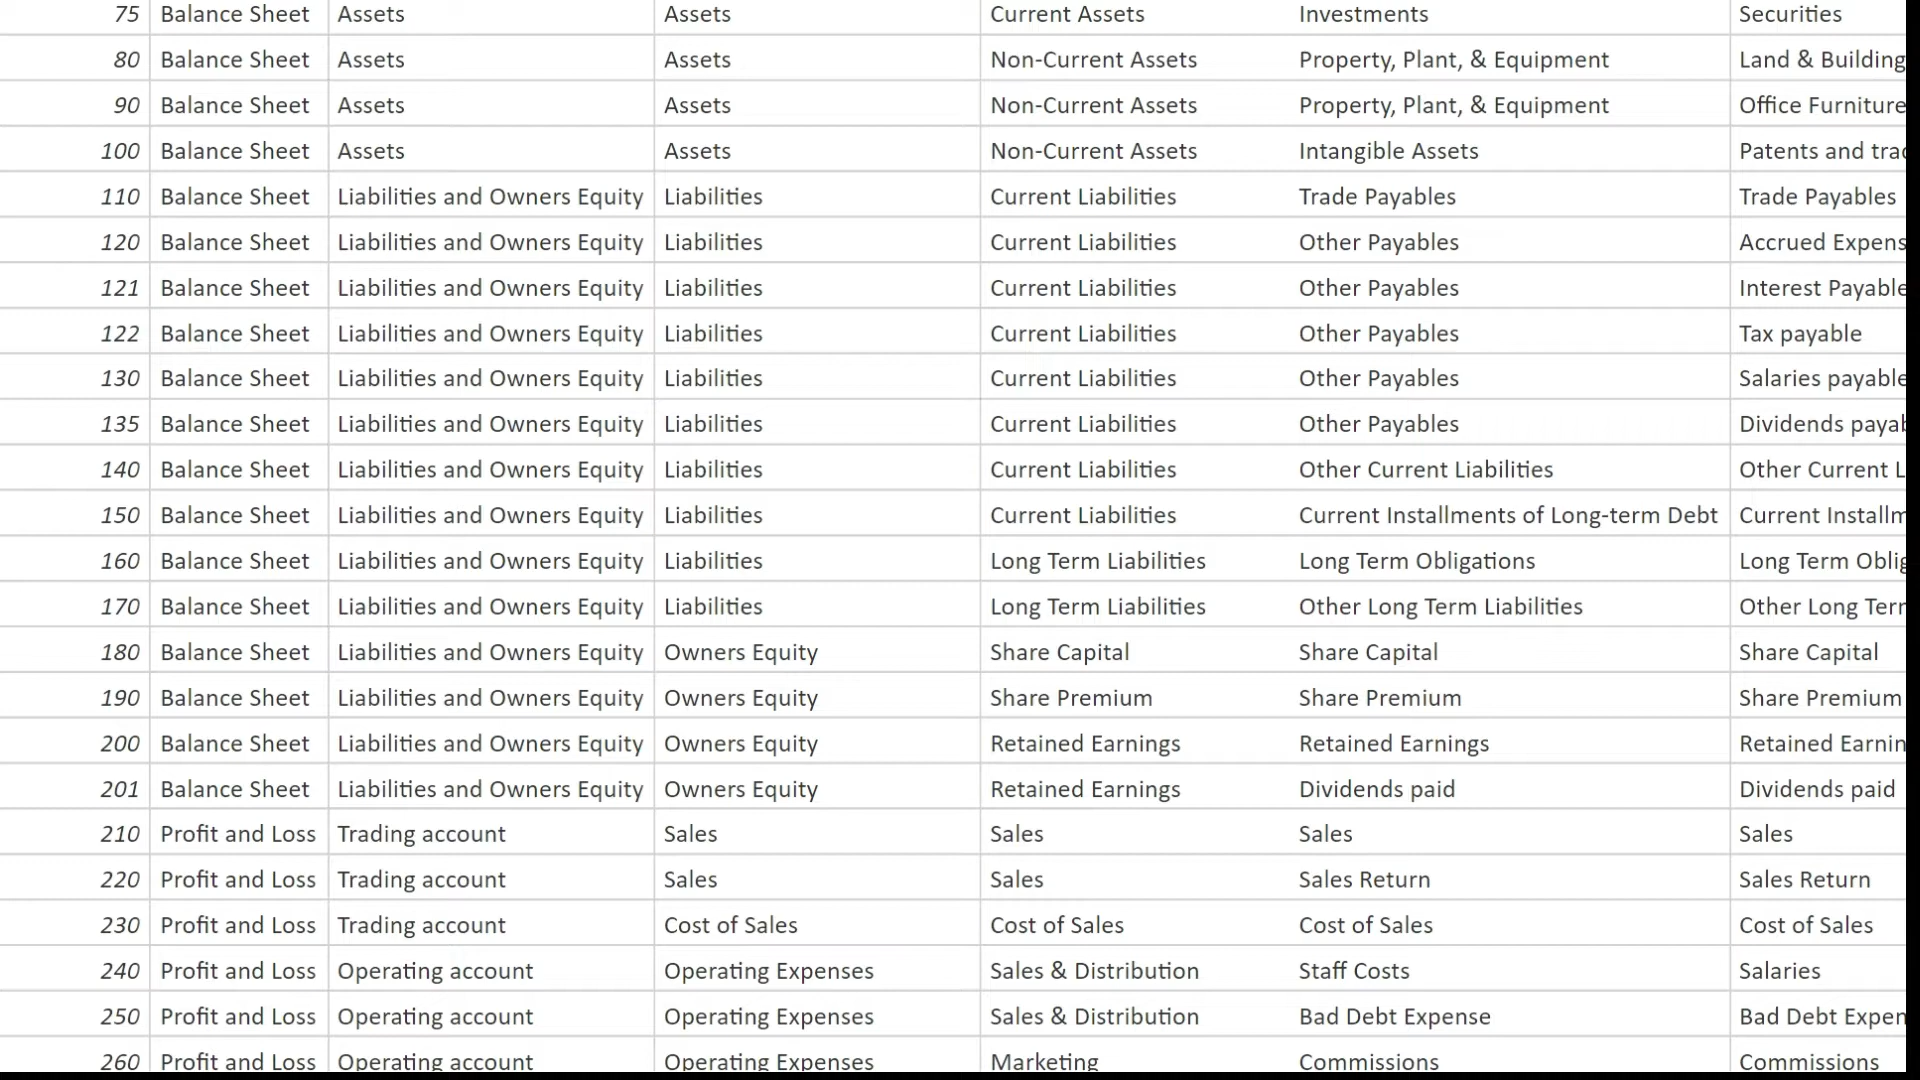 75 Balance Sheet Assets Assets Current Assets Investments Securities
80 Balance Sheet Assets Assets Non-Current Assets Property, Plant, & Equipment Land & Building
90 Balance Sheet Assets Assets Non-Current Assets Property, Plant, & Equipment Office Furniture
100 Balance Sheet Assets Assets Non-Current Assets Intangible Assets Patents and trad
110 Balance Sheet Liabilities and Owners Equity Liabilities Current Liabilities Trade Payables Trade Payables
120 Balance Sheet Liabilities and Owners Equity Liabilities Current Liabilities Other Payables Accrued Expens
121 Balance Sheet Liabilities and Owners Equity Liabilities Current Liabilities Other Payables Interest Payable
122 Balance Sheet Liabilities and Owners Equity Liabilities Current Liabilities Other Payables Tax payable
130 Balance Sheet Liabilities and Owners Equity Liabilities Current Liabilities Other Payables Salaries payable
135 Balance Sheet Liabilities and Owners Equity Liabilities Current Liabilities Other Payables Dividends payab
140 Balance Sheet Liabilities and Owners Equity Liabilities Current Liabilities Other Current Liabilities Other Current L
150 Balance Sheet Liabilities and Owners Equity Liabilities Current Liabilities Current Installments of Long-term Debt Current Installm
160 Balance Sheet Liabilities and Owners Equity Liabilities Long Term Liabilities Long Term Obligations Long Term Oblig
170 Balance Sheet Liabilities and Owners Equity Liabilities Long Term Liabilities Other Long Term Liabilities Other Long Term
180 Balance Sheet Liabilities and Owners Equity Owners Equity Share Capital Share Capital Share Capital
190 Balance Sheet Liabilities and Owners Equity Owners Equity Share Premium Share Premium Share Premium
200 Balance Sheet Liabilities and Owners Equity Owners Equity Retained Earnings Retained Earnings Retained Earnin
201 Balance Sheet Liabilities and Owners Equity Owners Equity Retained Earnings Dividends paid Dividends paid
210 Profit and Loss Trading account Sales Sales Sales Sales
220 Profit and Loss Trading account Sales Sales Sales Return Sales Return
230 Profit and Loss Trading account Cost of Sales Cost of Sales Cost of Sales Cost of Sales
240 Profit and Loss Operating account Operating Expenses Sales & Distribution Staff Costs Salaries
250 Profit and Loss Operating account Operating Expenses Sales & Distribution Bad Debt Expense Bad Debt Expen
260 Profit and Loss Operating account Operating Expenses Marketing Commissions Commissions